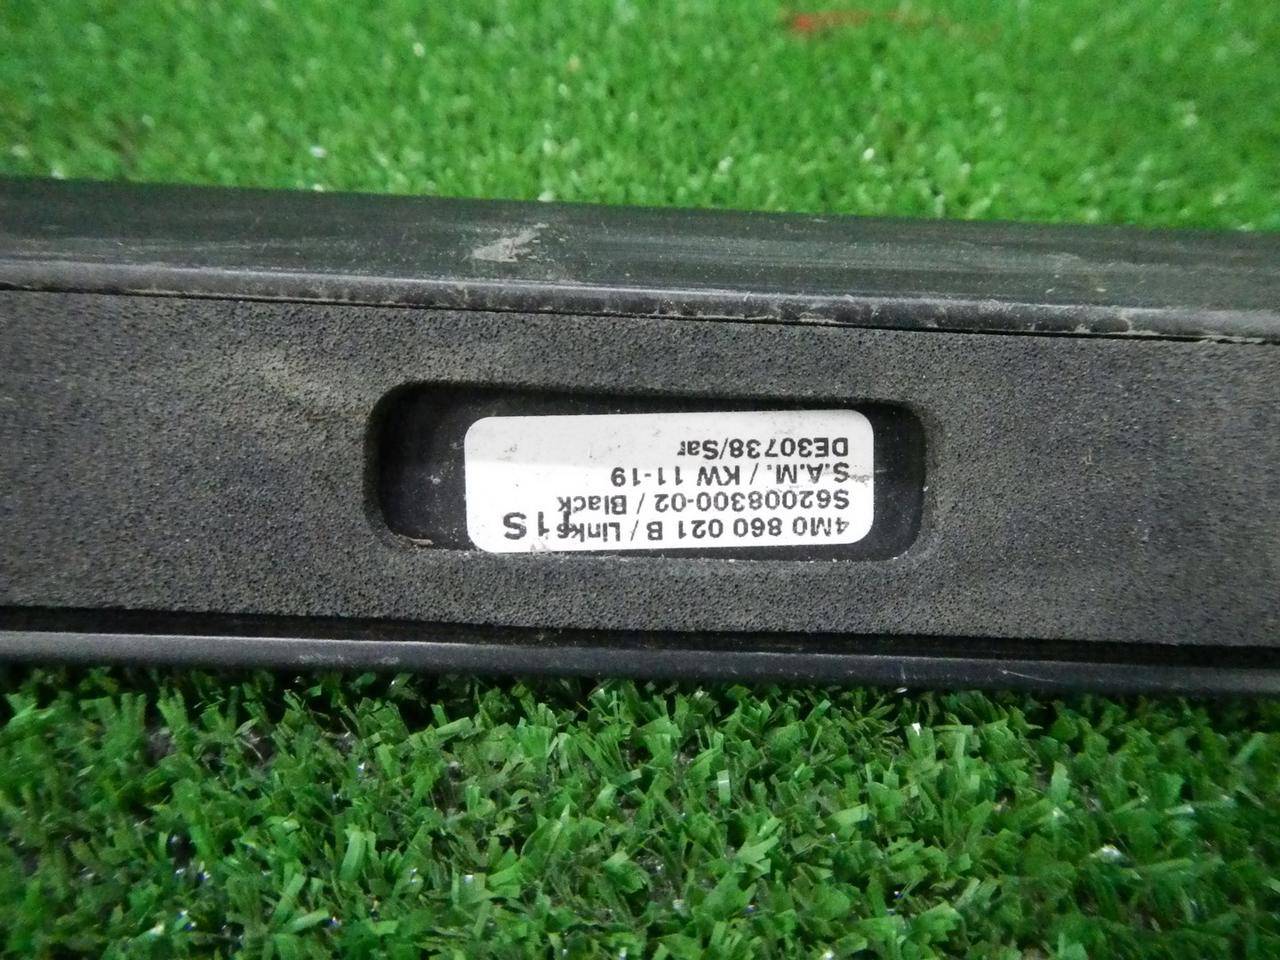 4M0 860 021 B / Links
1S
S62008300-02 / Black
S.A.M. / KW 11-19
DE30738/Sar